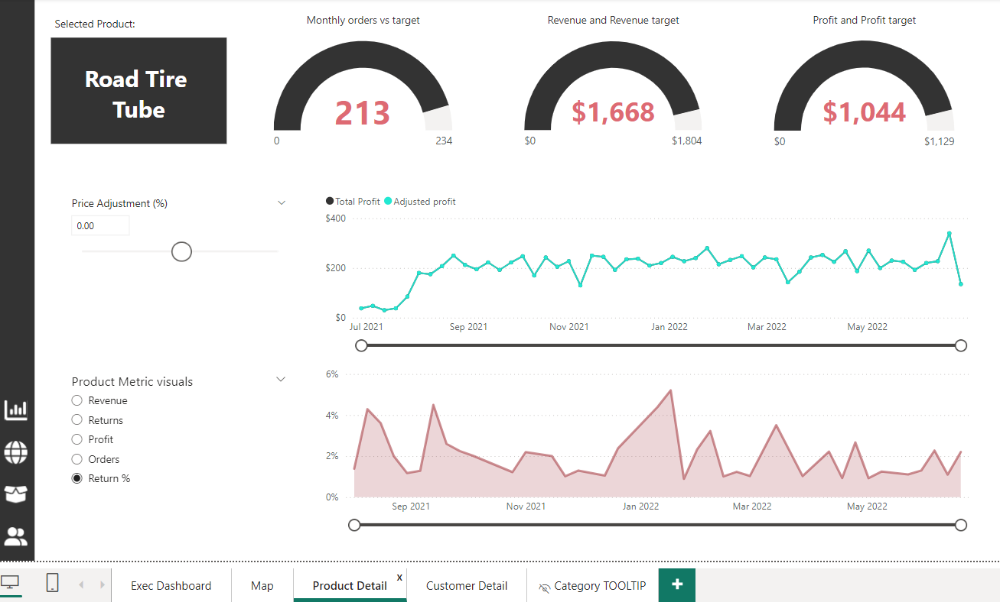 Selected Product:
Road Tire
Tube
Monthly orders vs target
213
0
234
Revenue and Revenue target
$1,668
$0
$1,804
Profit and Profit target
$1,044
$0
$1,129
Price Adjustment (%)
0.00
Total Profit Adjusted profit
$400
$200
$0
Jul 2021 Sep 2021 Nov 2021 Jan 2022 Mar 2022 May 2022
Product Metric visuals
Revenue
Returns
Profit
Orders
Return %
6%
4%
2%
0%
Sep 2021 Nov 2021 Jan 2022 Mar 2022 May 2022
Exec Dashboard Map Product Detail x Customer Detail Category TOOLTIP +